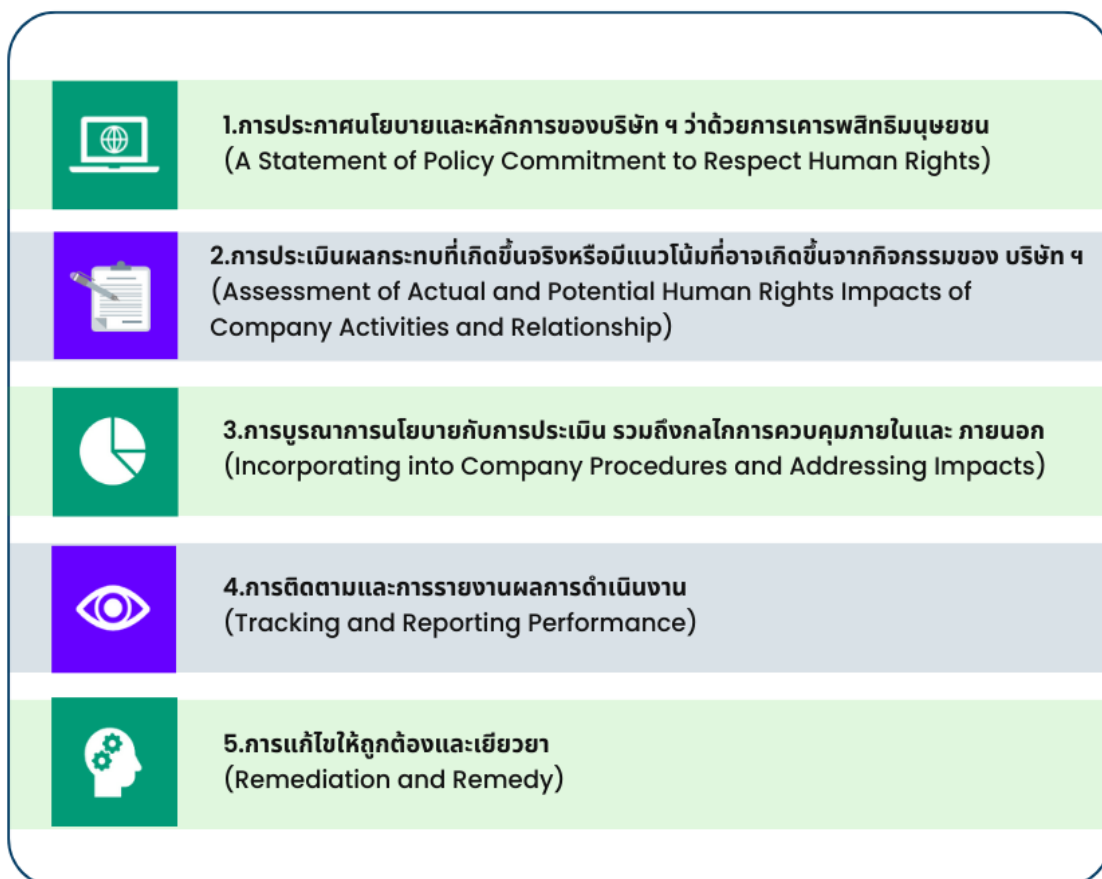 1.การประกาศนโยบายและหลักการของบริษัท ฯ ว่าด้วยการเคารพสิทธิมนุษยชน
(A Statement of Policy Commitment to Respect Human Rights)
2.การประเมินผลกระทบที่เกิดขึ้นจริงหรือมีแนวโน้มที่อาจเกิดขึ้นจากกิจกรรมของ บริษัท ฯ
(Assessment of Actual and Potential Human Rights Impacts of
Company Activities and Relationship)
3.การบูรณาการนโยบายกับการประเมิน รวมถึงกลไกการควบคุมภายในและ ภายนอก
(Incorporating into Company Procedures and Addressing Impacts)
4.การติดตามและการรายงานผลการดำเนินงาน
(Tracking and Reporting Performance)
5.การแก้ไขให้ถูกต้องและเยียวยา
(Remediation and Remedy)